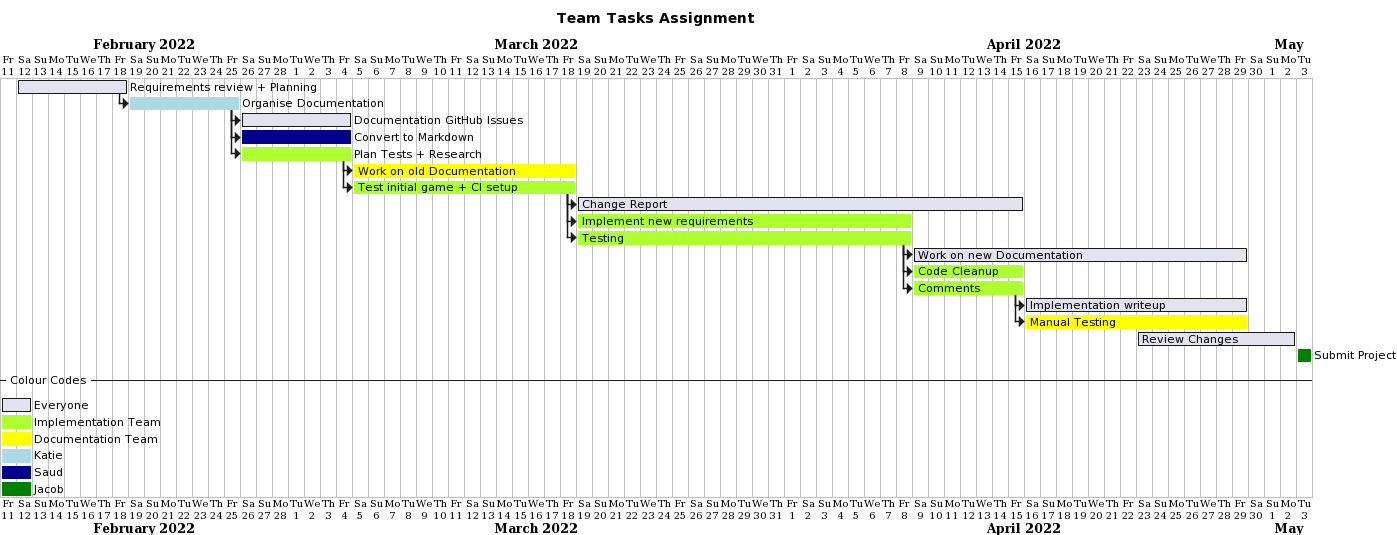 Team Tasks Assignment
February 2022 March 2022 April 2022 May
Fr Sa Su Mo Tu We Th Fr Sa Su Mo Tu We Th Fr Sa Su Mo Tu We Th Fr Sa Su Mo Tu We Th Fr Sa Su Mo Tu We Th Fr Sa Su Mo Tu We Th Fr Sa Su Mo Tu We Th Fr Sa Su Mo Tu We Th Fr Sa Su Mo Tu We Th Fr Sa Su Mo Tu We Th Fr Sa Su Mo Tu We Th Fr Sa Su Mo Tu
11 12 13 14 15 16 17 18 19 20 21 22 23 24 25 26 27 28 1 2 3 4 5 6 7 8 9 10 11 12 13 14 15 16 17 18 19 20 21 22 23 24 25 26 27 28 29 30 31 1 2 3 4 5 6 7 8 9 10 11 12 13 14 15 16 17 18 19 20 21 22 23 24 25 26 27 28 29 30 1 2 3
Requirements review + Planning
Organise Documentation
Documentation GitHub Issues
Convert to Markdown
Plan Tests + Research
Work on old Documentation
Test initial game + CI setup
Change Report
Implement new requirements
Testing
Work on new Documentation
Code Cleanup
Comments
Implementation writeup
Manual Testing
Review Changes
Submit Project
Colour Codes
Everyone
Implementation Team
Documentation Team
Katie
Saud
Jacob
Fr Sa Su Mo Tu We Th Fr Sa Su Mo Tu We Th Fr Sa Su Mo Tu We Th Fr Sa Su Mo Tu We Th Fr Sa Su Mo Tu We Th Fr Sa Su Mo Tu We Th Fr Sa Su Mo Tu We Th Fr Sa Su Mo Tu We Th Fr Sa Su Mo Tu We Th Fr Sa Su Mo Tu We Th Fr Sa Su Mo Tu We Th Fr Sa Su Mo Tu
11 12 13 14 15 16 17 18 19 20 21 22 23 24 25 26 27 28 1 2 3 4 5 6 7 8 9 10 11 12 13 14 15 16 17 18 19 20 21 22 23 24 25 26 27 28 29 30 31 1 2 3 4 5 6 7 8 9 10 11 12 13 14 15 16 17 18 19 20 21 22 23 24 25 26 27 28 29 30 1 2 3
February 2022 March 2022 April 2022 May